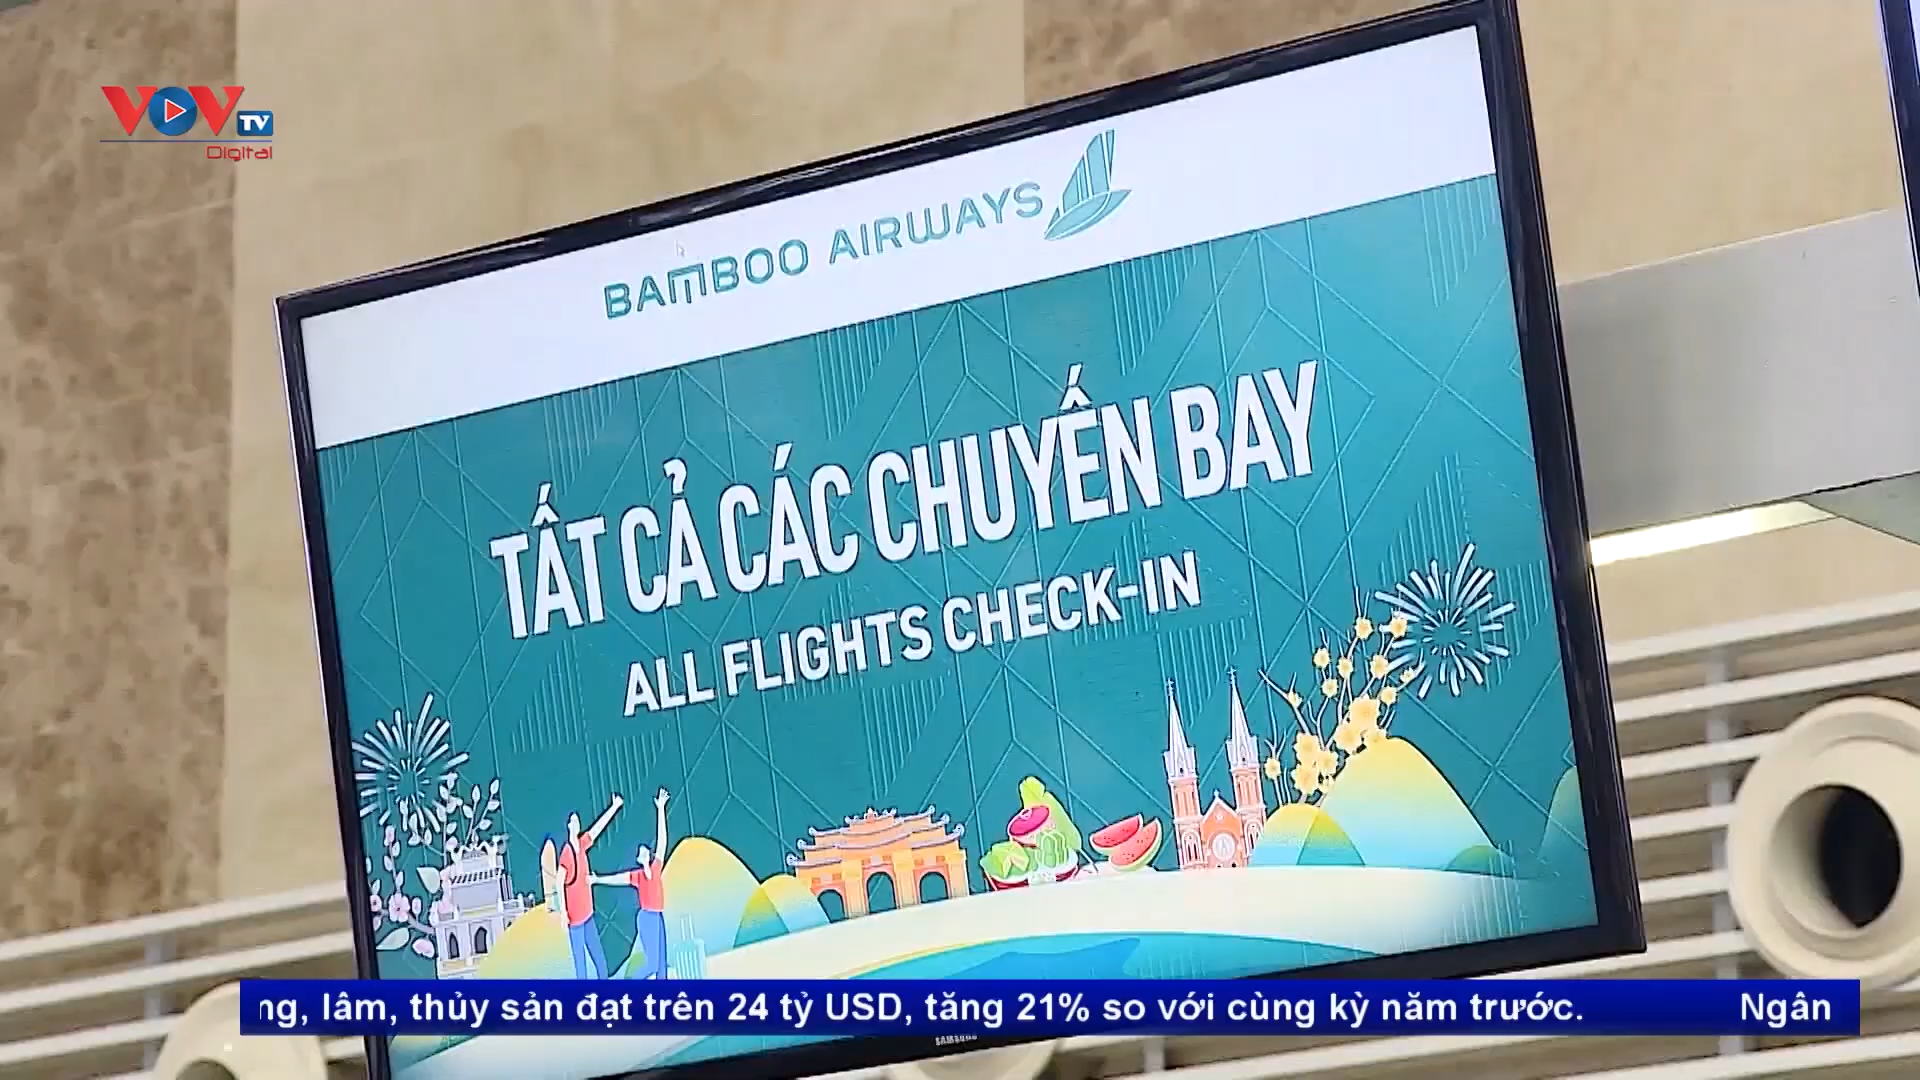 VOV TV
Digital
BAMBOO AIRWAYS
TẤT CẢ CÁC CHUYẾN BAY
ALL FLIGHTS CHECK-IN
ng, lâm, thủy sản đạt trên 24 tỷ USD, tăng 21% so với cùng kỳ năm trước. Ngân
SAMSUNG